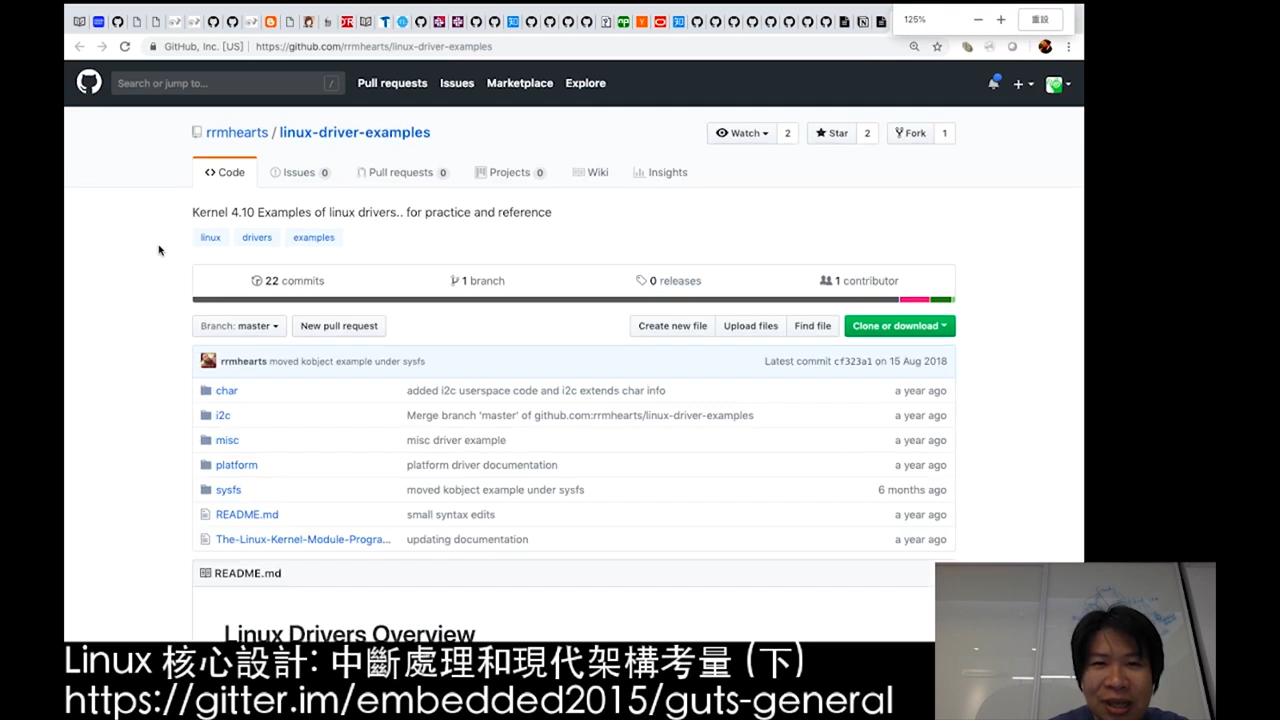 125%
重設
GitHub, Inc. [US]
https://github.com/rrmhearts/linux-driver-examples
Search or jump to...
/
Pull requests
Issues
Marketplace
Explore
rrmhearts / linux-driver-examples
Watch
2
Star
2
Fork
1
Code
Issues 0
Pull requests 0
Projects 0
Wiki
Insights
Kernel 4.10 Examples of linux drivers.. for practice and reference
linux
drivers
examples
22 commits
1 branch
0 releases
1 contributor
Branch: master
New pull request
Create new file
Upload files
Find file
Clone or download
rrmhearts moved kobject example under sysfs
Latest commit cf323a1 on 15 Aug 2018
char
added i2c userspace code and i2c extends char info
a year ago
i2c
Merge branch 'master' of github.com:rrmhearts/linux-driver-examples
a year ago
misc
misc driver example
a year ago
platform
platform driver documentation
a year ago
sysfs
moved kobject example under sysfs
6 months ago
README.md
small syntax edits
a year ago
The-Linux-Kernel-Module-Progra...
updating documentation
a year ago
README.md
Linux Drivers Overview
Linux 核心設計: 中斷處理和現代架構考量 (下)
https://gitter.im/embedded2015/guts-general